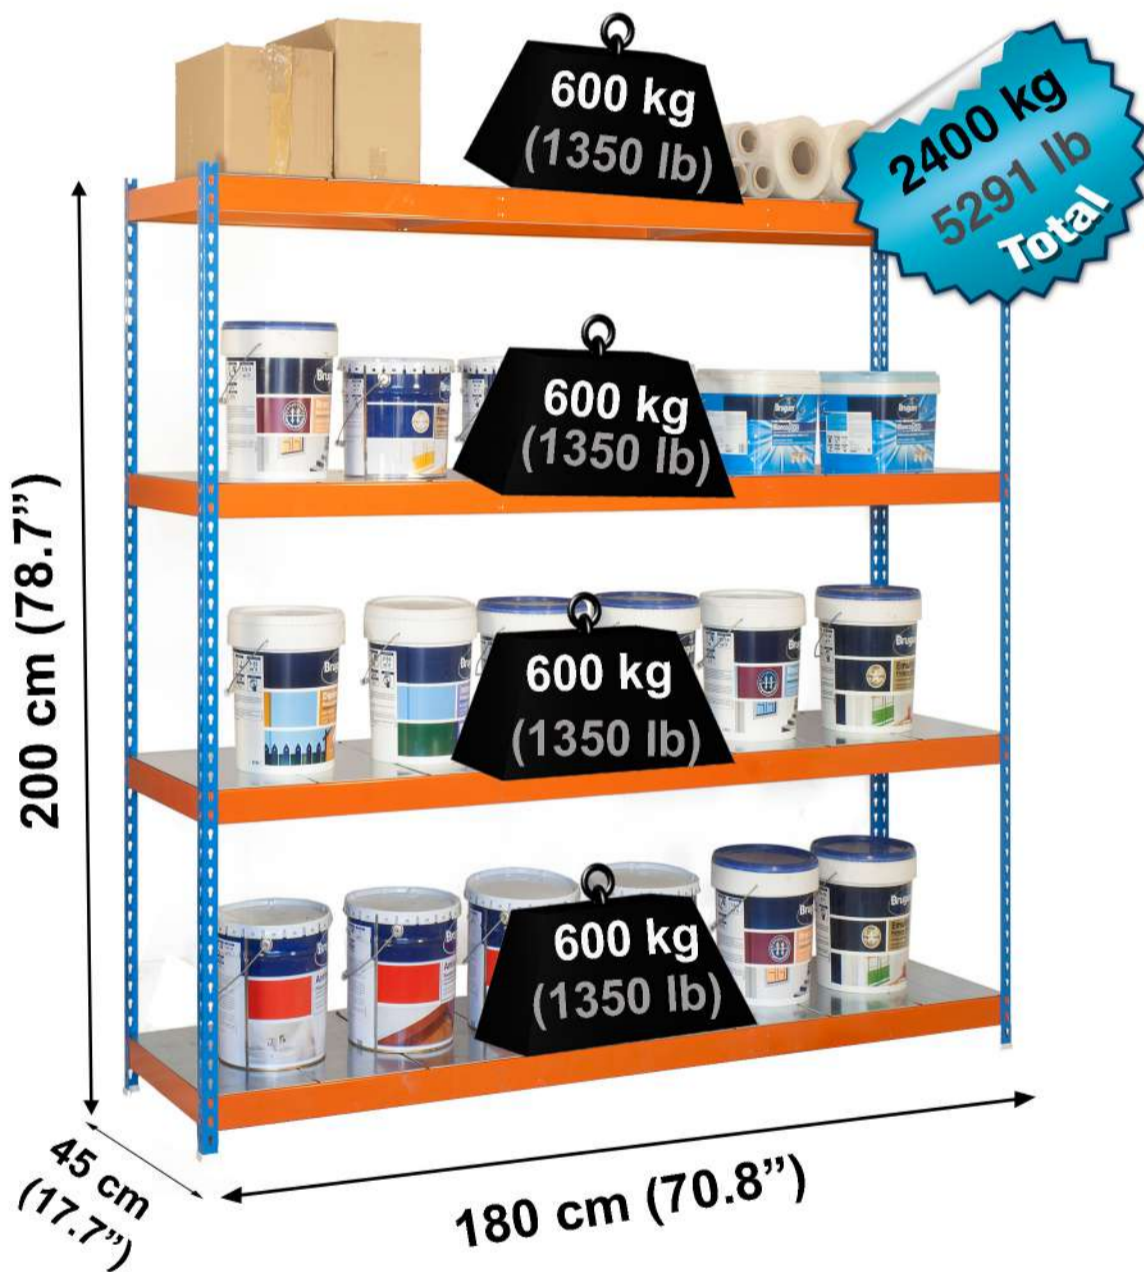 600 kg
(1350 lb)
2400 kg
5291 lb
Total
600 kg
(1350 lb)
600 kg
(1350 lb)
600 kg
(1350 lb)
200 cm (78.7”)
45 cm
(17.7”)
180 cm (70.8”)